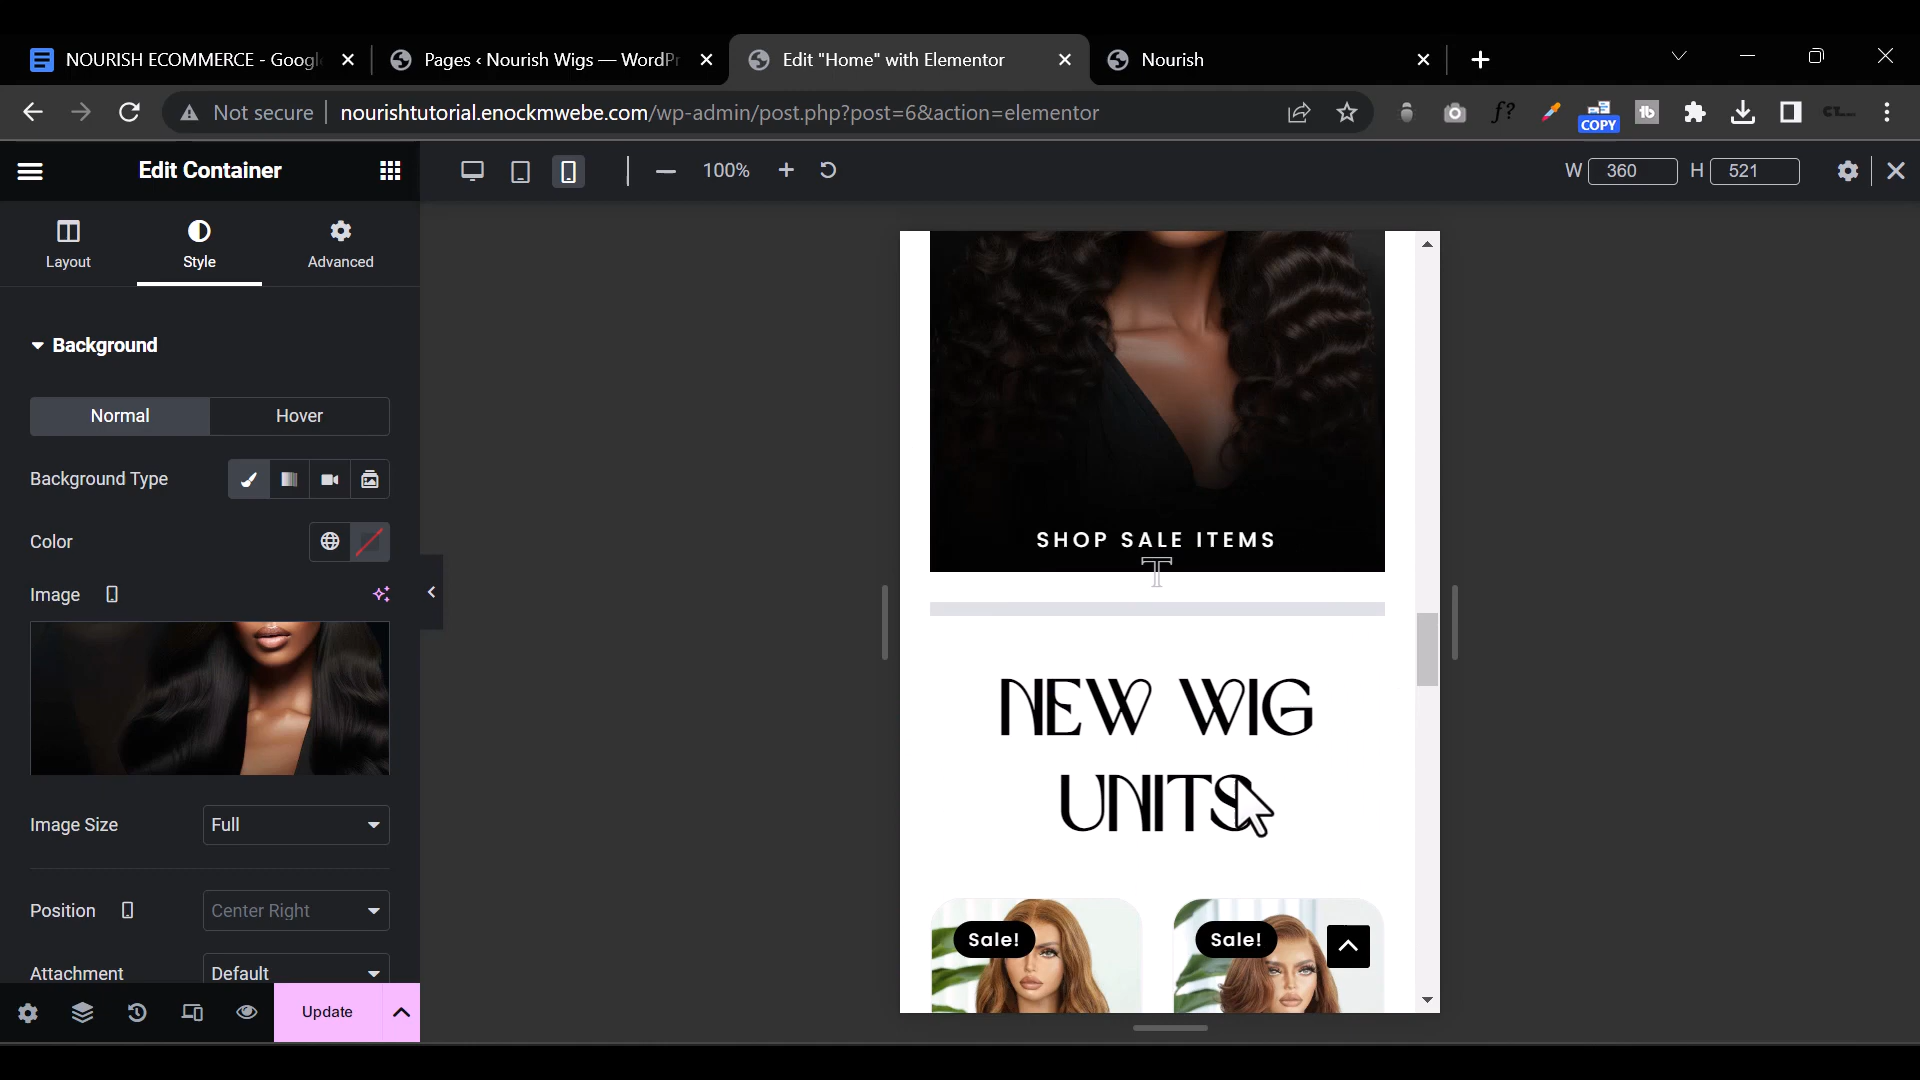 NOURISH ECOMMERCE - Googl
Pages ‹ Nourish Wigs — WordPr
Edit "Home" with Elementor
Nourish
Not secure
nourishtutorial.enockmwebe.com/wp-admin/post.php?post=6&action=elementor
f?
COPY
Edit Container
100%
W 360 H 521
Layout
Style
Advanced
Background
Normal
Hover
Background Type
Color
Image
Image Size
Full
Position
Center Right
Attachment
Default
Update
SHOP SALE ITEMS
NEW WIG
UNITS
Sale!
Sale!